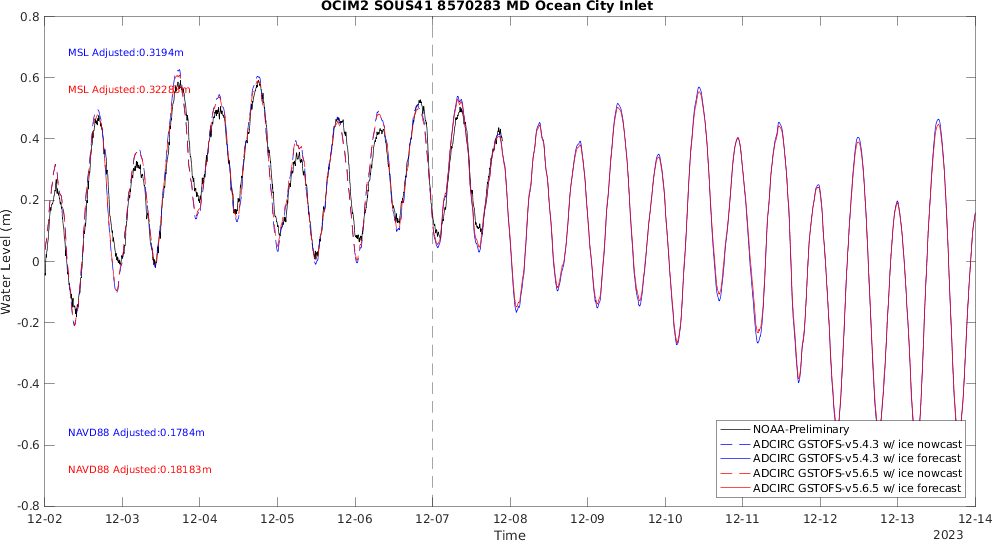 OCIM2 SOUS41 8570283 MD Ocean City Inlet
0.8
0.6
0.4
0.2
0
-0.2
-0.4
-0.6
-0.8
Water Level (m)
MSL Adjusted:0.3194m
MSL Adjusted:0.3228
NAVD88 Adjusted:0.1784m
NAVD88 Adjusted:0.18183m
NOAA-Preliminary
ADCIRC GSTOFS-v5.4.3 w/ ice nowcast
ADCIRC GSTOFS-v5.4.3 w/ ice forecast
ADCIRC GSTOFS-v5.6.5 w/ ice nowcast
ADCIRC GSTOFS-v5.6.5 w/ ice forecast
12-02 12-03 12-04 12-05 12-06 12-07 12-08 12-09 12-10 12-11 12-12 12-13 12-14
Time
2023